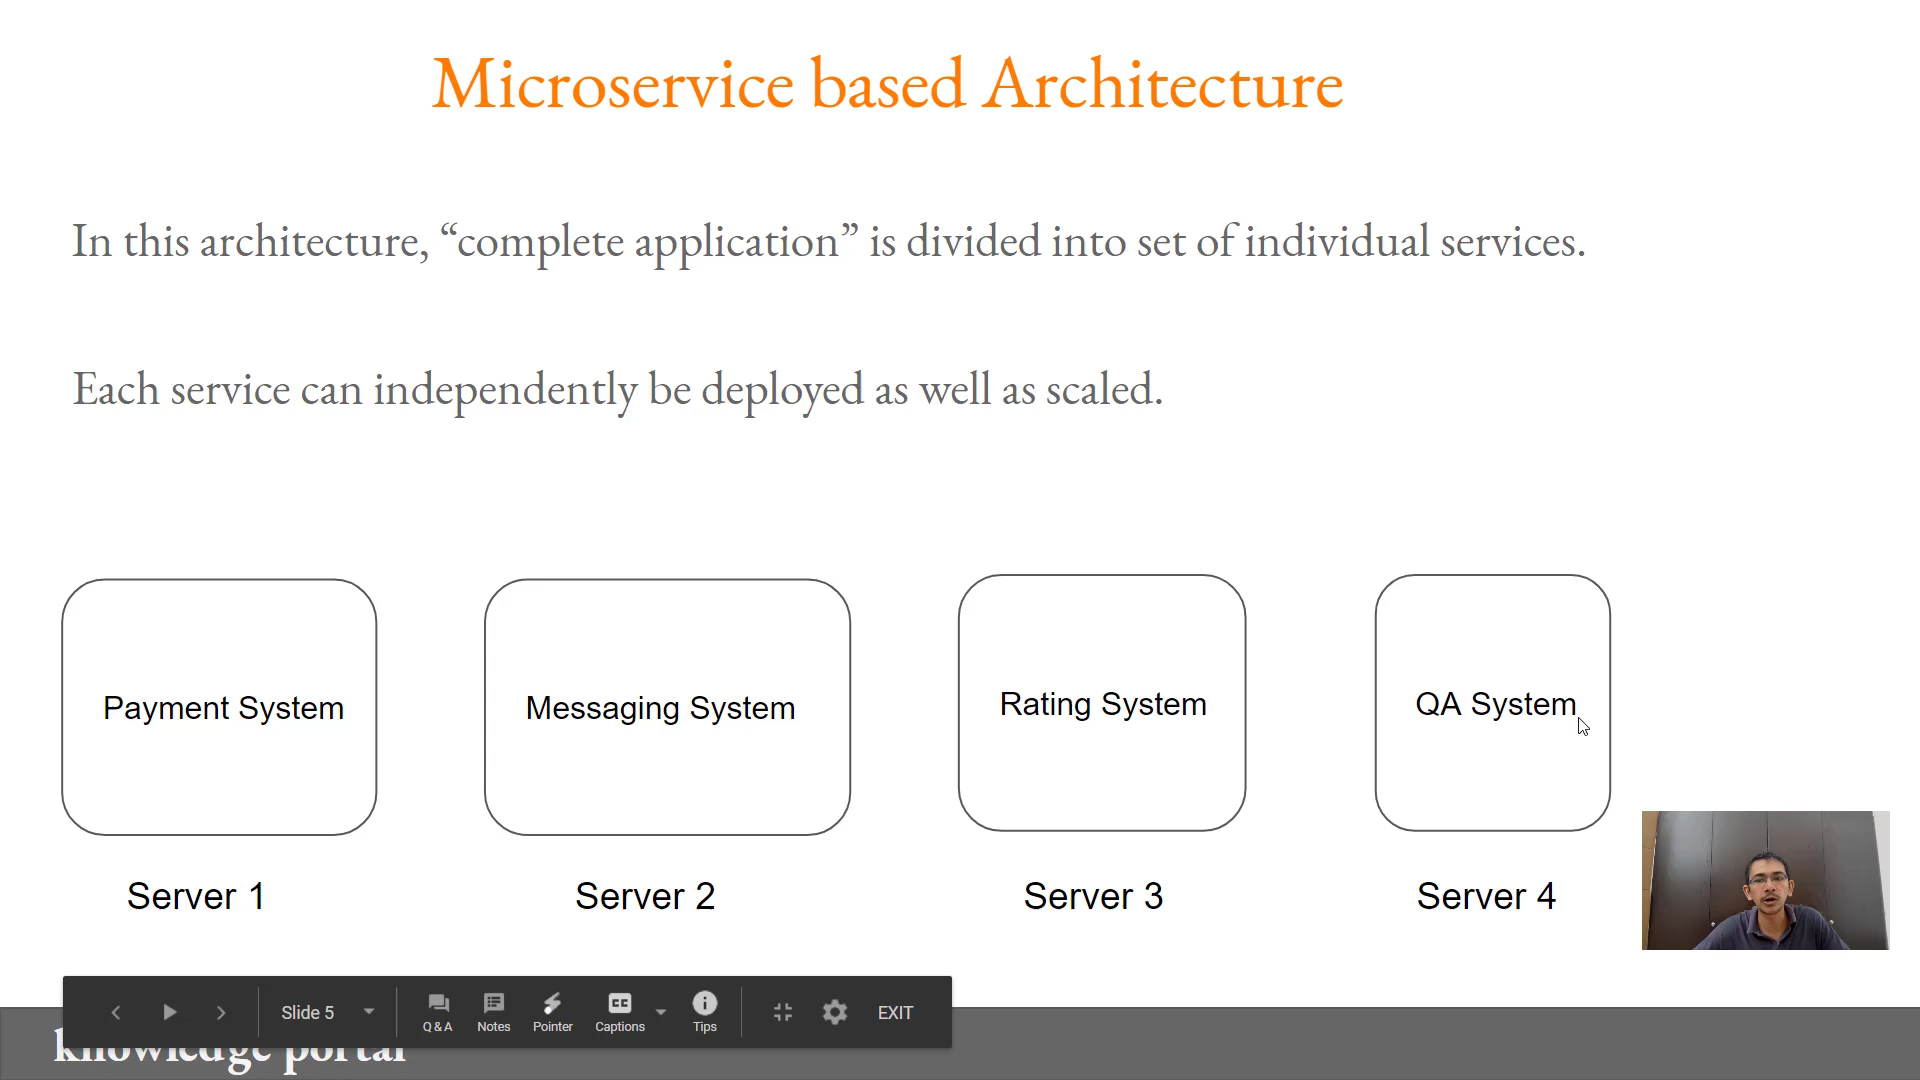 Microservice based Architecture
In this architecture, “complete application” is divided into set of individual services.
Each service can independently be deployed as well as scaled.
Payment System
Messaging System
Rating System
QA System
Server 1
Server 2
Server 3
Server 4
Slide 5
Q & A
Notes
Pointer
CC
Captions
Tips
EXIT
knowledge portal